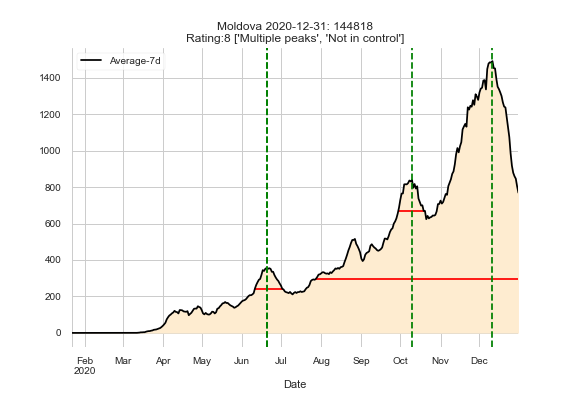 Moldova 2020-12-31: 144818
Rating:8 ['Multiple peaks', 'Not in control']
Average-7d
1400
1200
1000
800
600
400
200
0
Feb Mar Apr May Jun Jul Aug Sep Oct Nov Dec
2020
Date